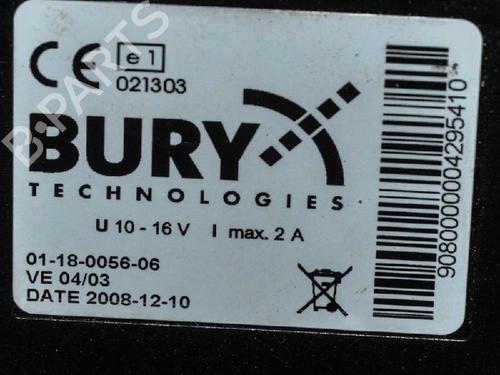 CE e1
021303
BURY
TECHNOLOGIES
U 10 - 16 V I max. 2 A
01-18-0056-06
VE 04/03
DATE 2008-12-10
9080000004295410
B-PARTS